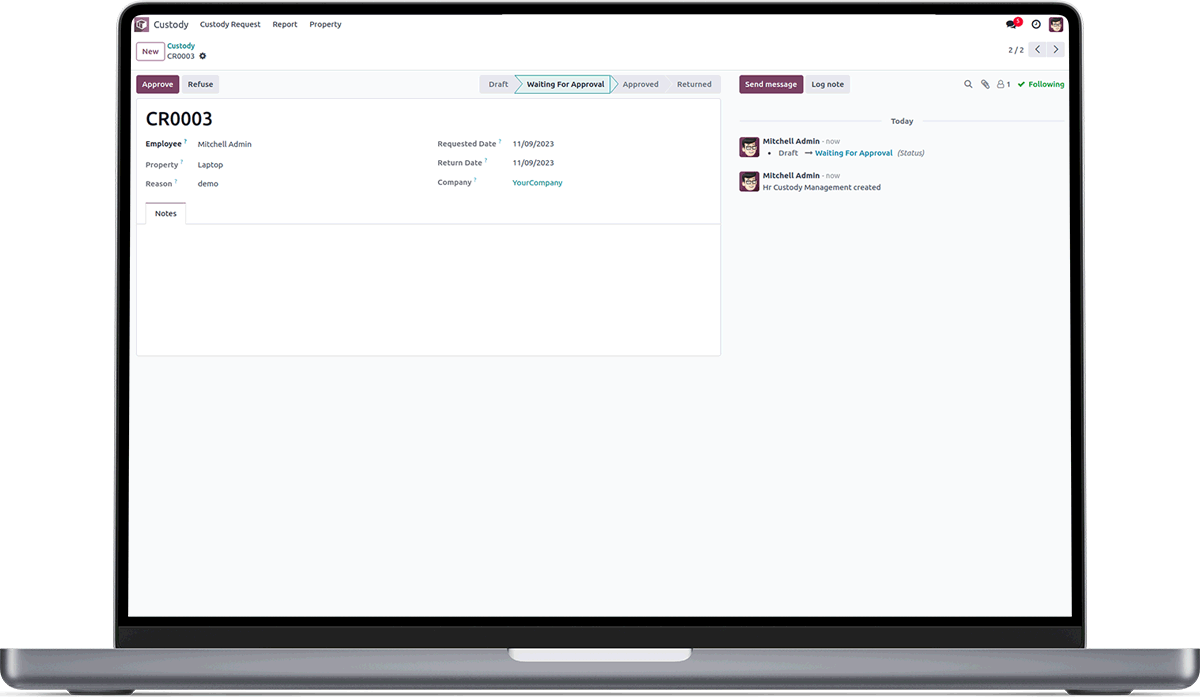 Custody Custody Request Report Property 5
New Custody
CR0003 2 / 2
Approve Refuse Draft Waiting For Approval Approved Returned Send message Log note 1 Following
CR0003
Employee ? Mitchell Admin Requested Date ? 11/09/2023
Property ? Laptop Return Date ? 11/09/2023
Reason ? demo Company ? YourCompany
Notes
Today
Mitchell Admin - now
• Draft → Waiting For Approval (Status)
Mitchell Admin - now
Hr Custody Management created